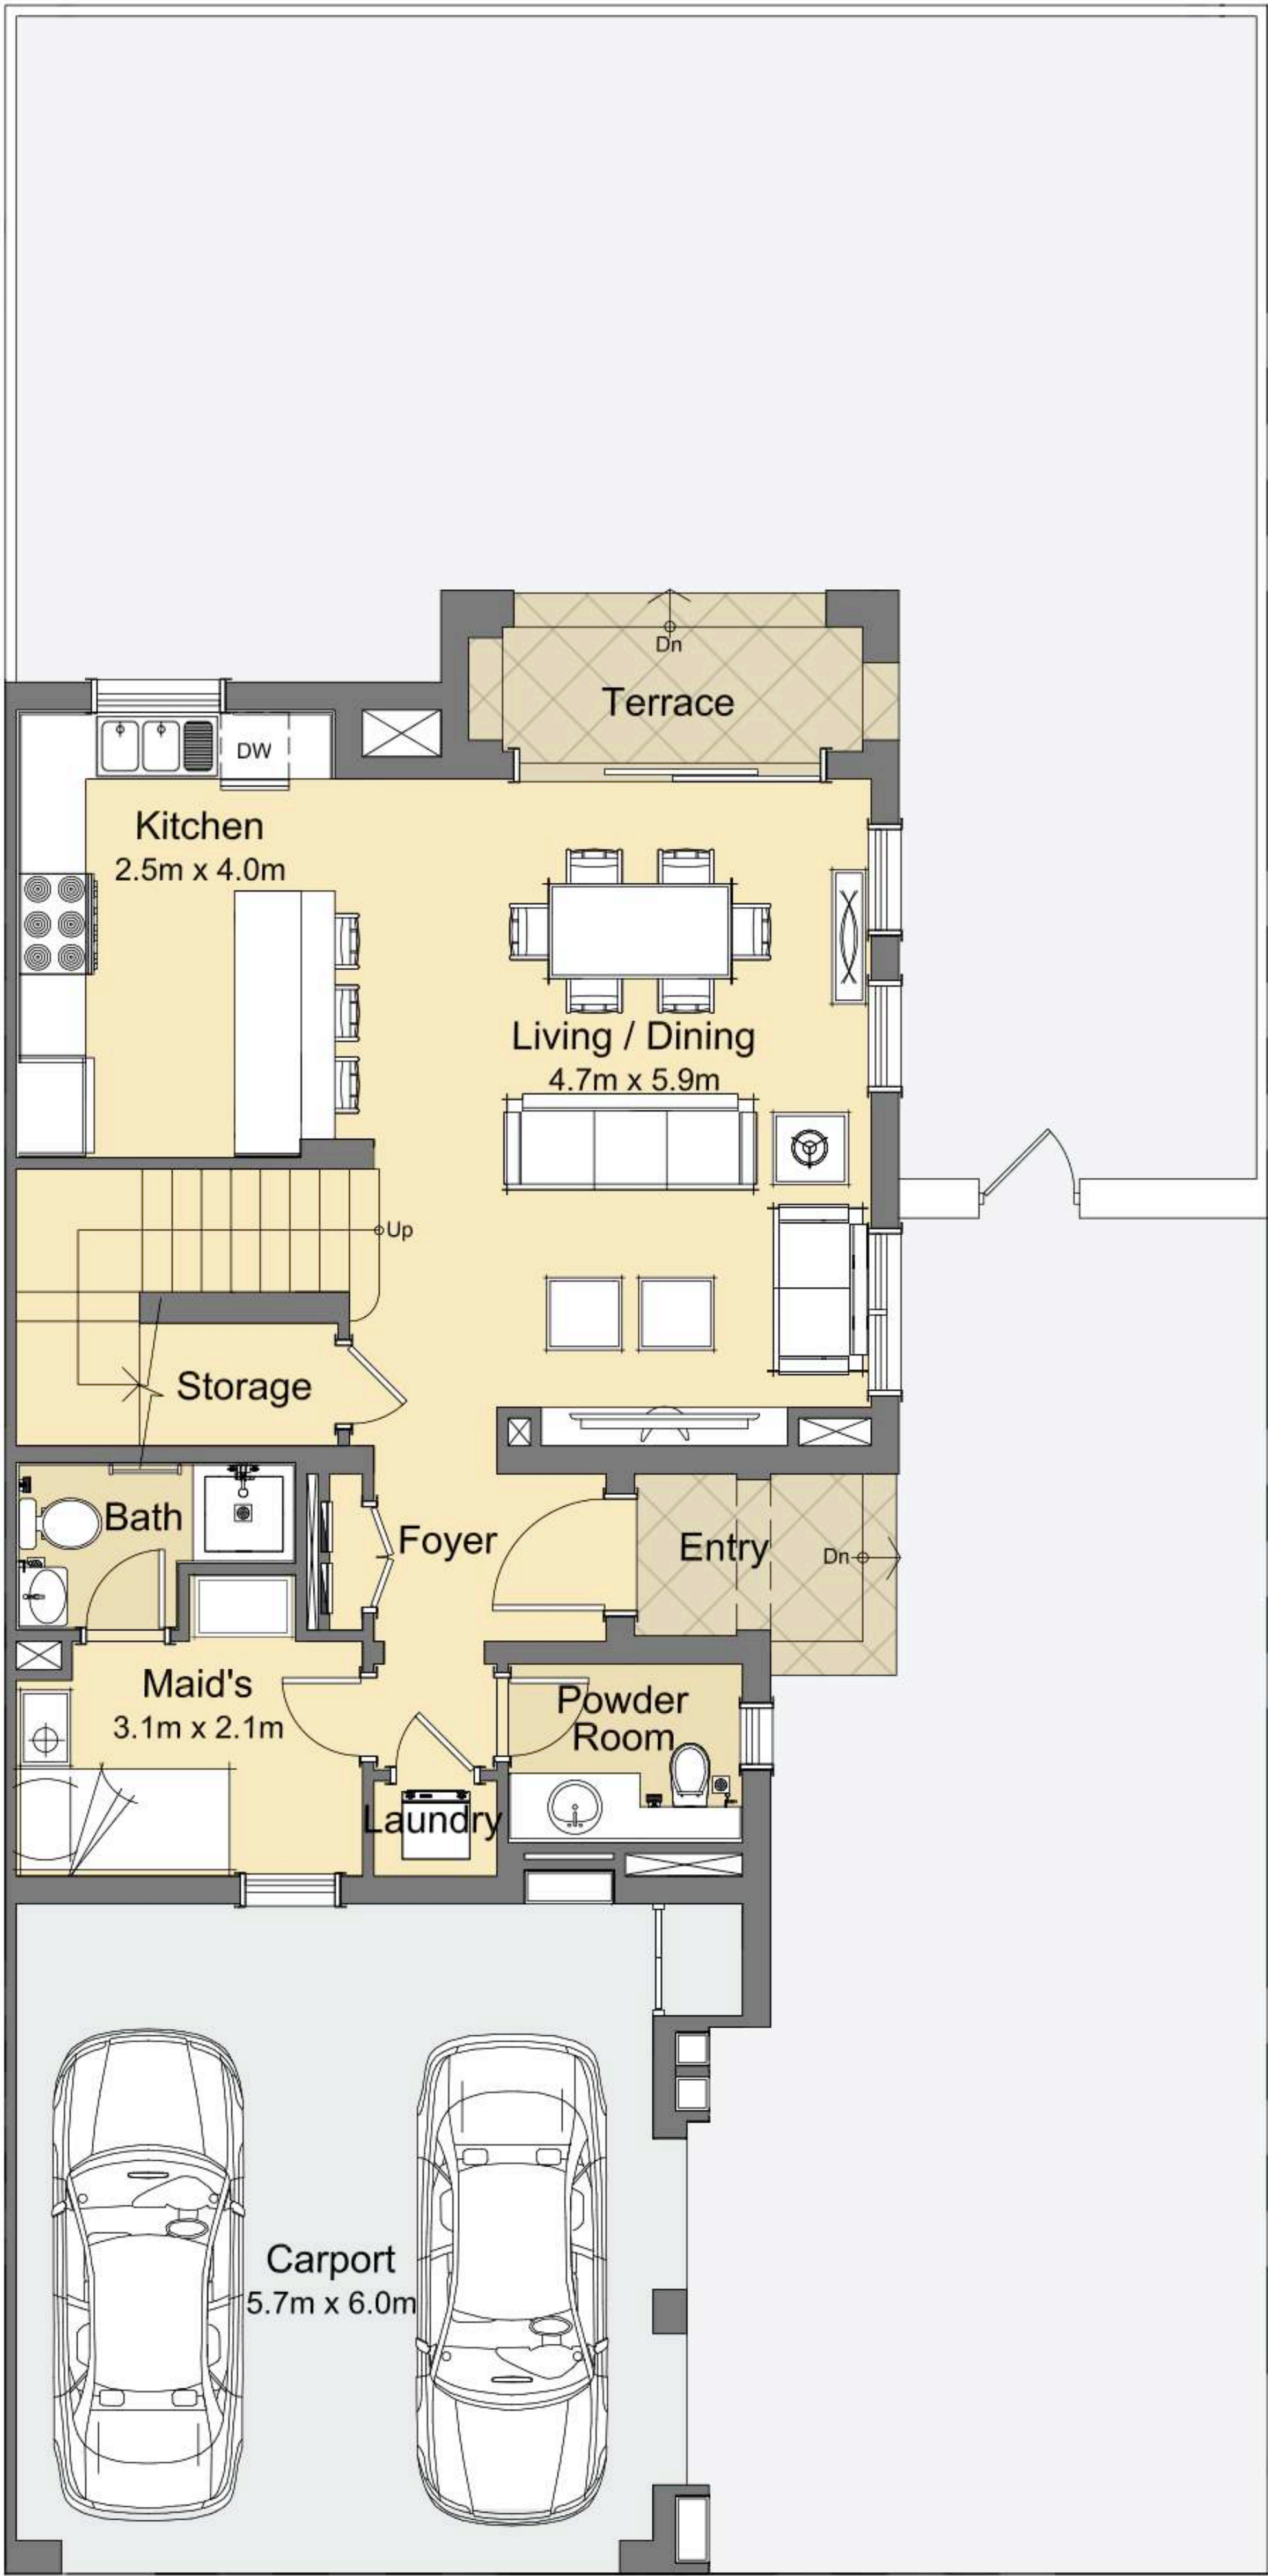 Dn
Terrace
DW
Kitchen
2.5m x 4.0m
Living / Dining
4.7m x 5.9m
Up
Storage
Bath
Foyer
Entry
Dn
Maid's
3.1m x 2.1m
Powder
Room
Laundry
Carport
5.7m x 6.0m